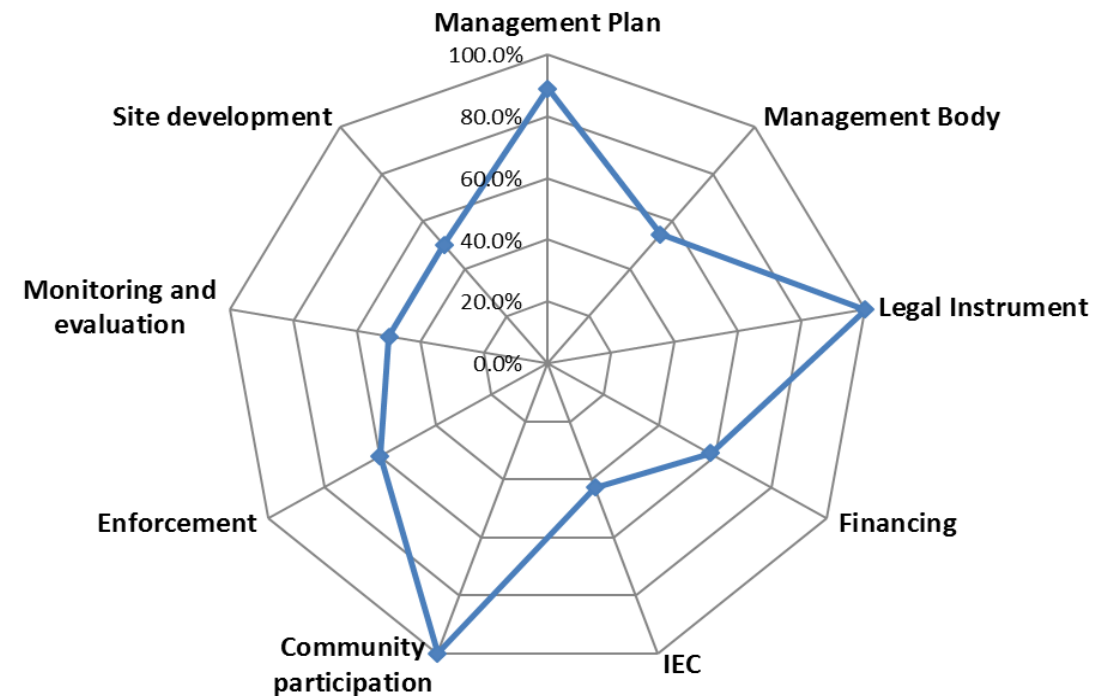 Management Plan
100.0%
Site development
80.0%
Management Body
60.0%
40.0%
Monitoring and
evaluation
20.0%
Legal Instrument
0.0%
Enforcement
Financing
Community
participation
IEC